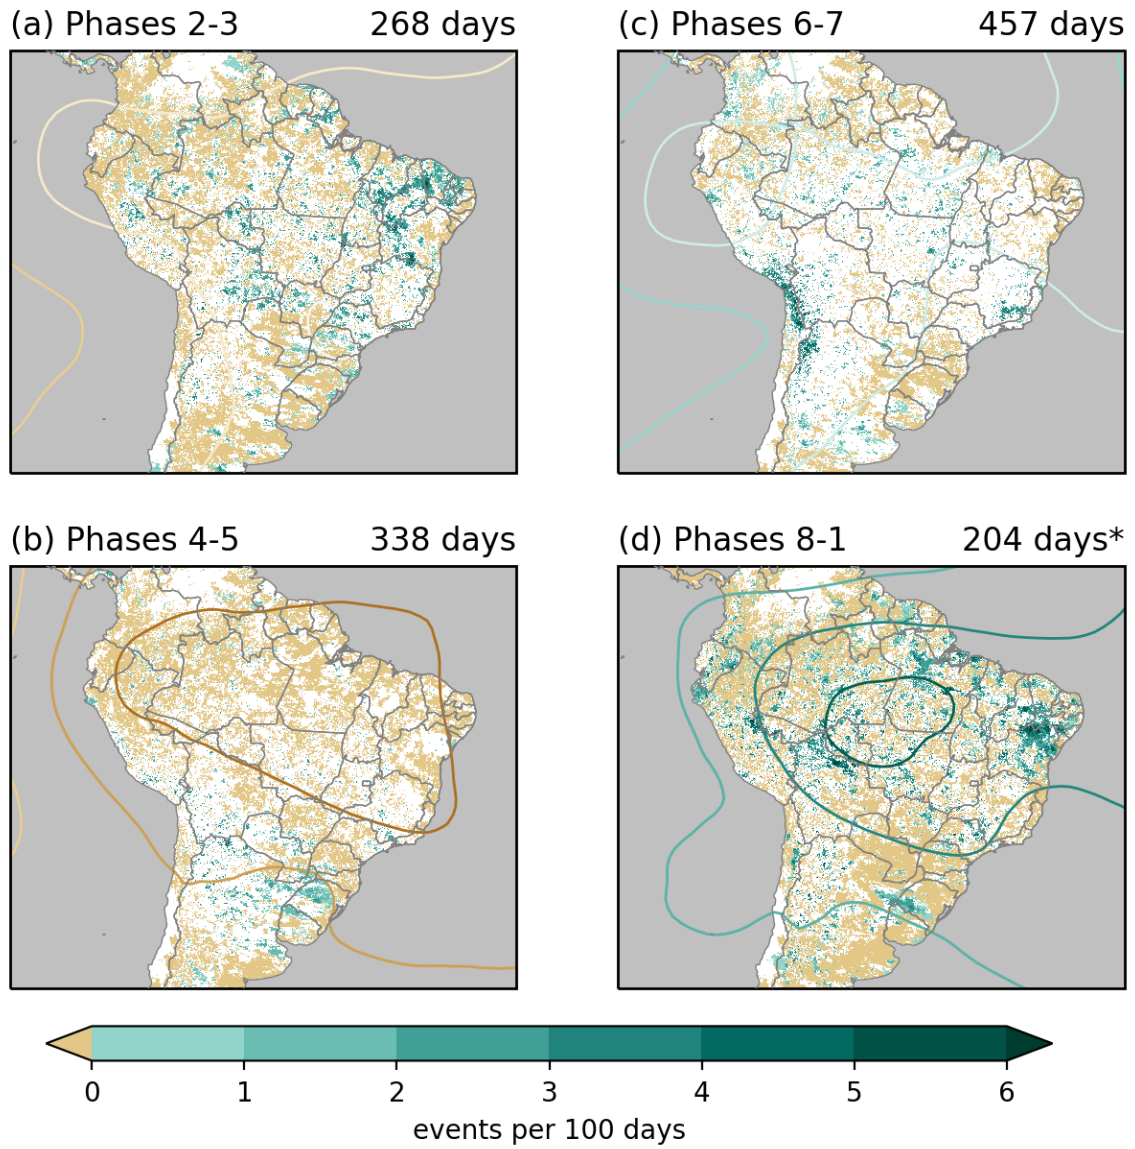 (a) Phases 2-3 268 days
(c) Phases 6-7 457 days
(b) Phases 4-5 338 days
(d) Phases 8-1 204 days*
0 1 2 3 4 5 6
events per 100 days